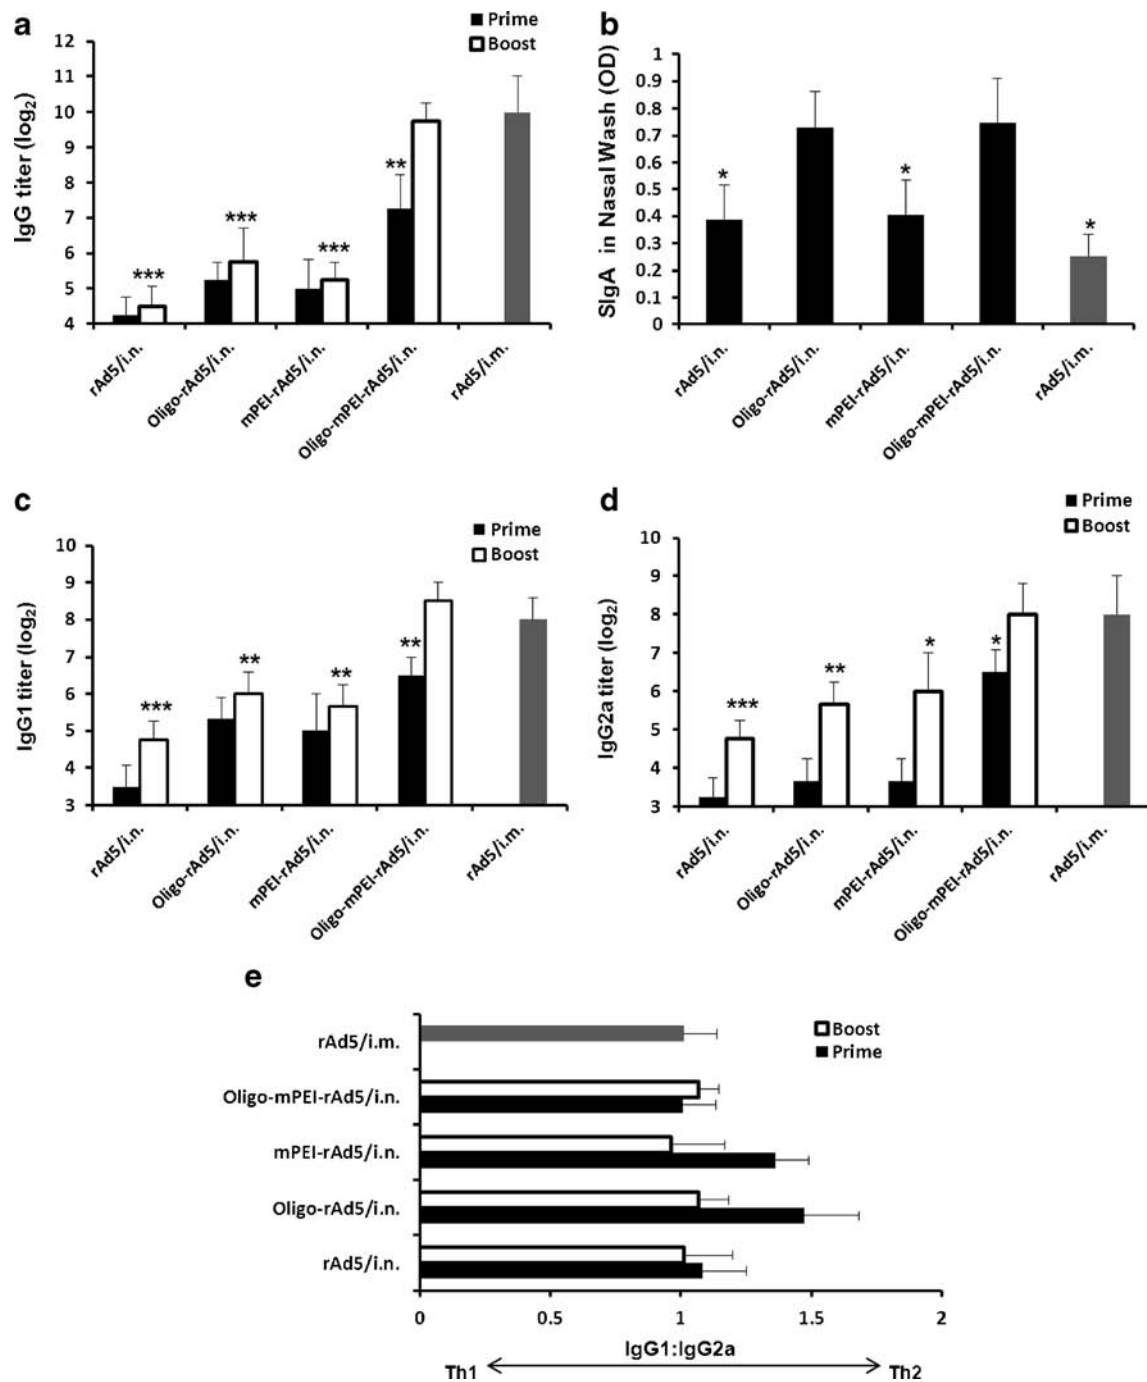 a
Prime
Boost
IgG titer (log2)
12
11
10
9
8
7
6
5
4
***
***
***
**
rAd5/i.n.
Oligo-rAd5/i.n.
mPEI-rAd5/i.n.
Oligo-mPEI-rAd5/i.n.
rAd5/i.m.
b
SIgA in Nasal Wash (OD)
1
0.9
0.8
0.7
0.6
0.5
0.4
0.3
0.2
0.1
0
*
*
*
rAd5/i.n.
Oligo-rAd5/i.n.
mPEI-rAd5/i.n.
Oligo-mPEI-rAd5/i.n.
rAd5/i.m.
c
Prime
Boost
IgG1 titer (log2)
10
9
8
7
6
5
4
3
***
**
**
**
rAd5/i.n.
Oligo-rAd5/i.n.
mPEI-rAd5/i.n.
Oligo-mPEI-rAd5/i.n.
rAd5/i.m.
d
Prime
Boost
IgG2a titer (log2)
10
9
8
7
6
5
4
3
***
**
*
*
rAd5/i.n.
Oligo-rAd5/i.n.
mPEI-rAd5/i.n.
Oligo-mPEI-rAd5/i.n.
rAd5/i.m.
e
Boost
Prime
rAd5/i.m.
Oligo-mPEI-rAd5/i.n.
mPEI-rAd5/i.n.
Oligo-rAd5/i.n.
rAd5/i.n.
0 0.5 1 1.5 2
IgG1:IgG2a
Th1 Th2